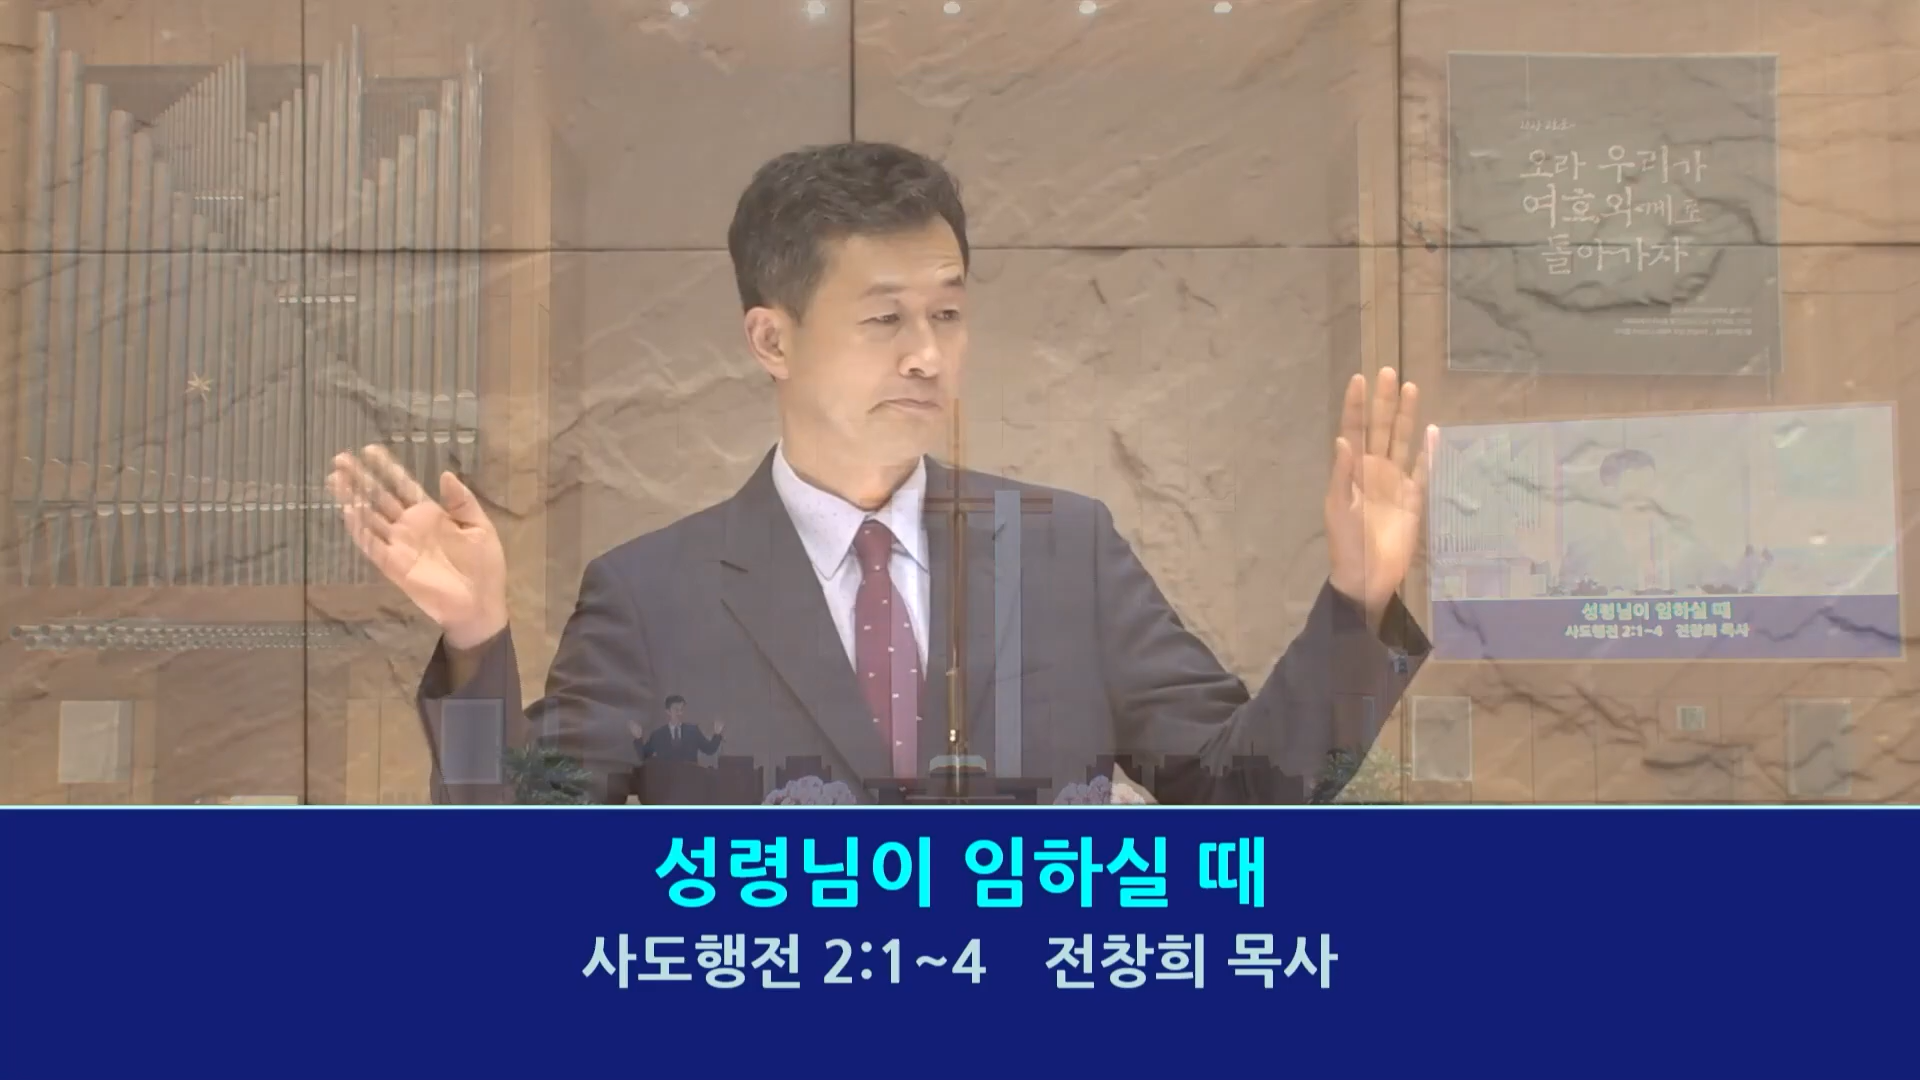 오라 우리가
여호와께로
돌아가자
성령님이 임하실 때
사도행전 2:1~4 전창희 목사
성령님이 임하실 때
사도행전 2:1~4 전창희 목사